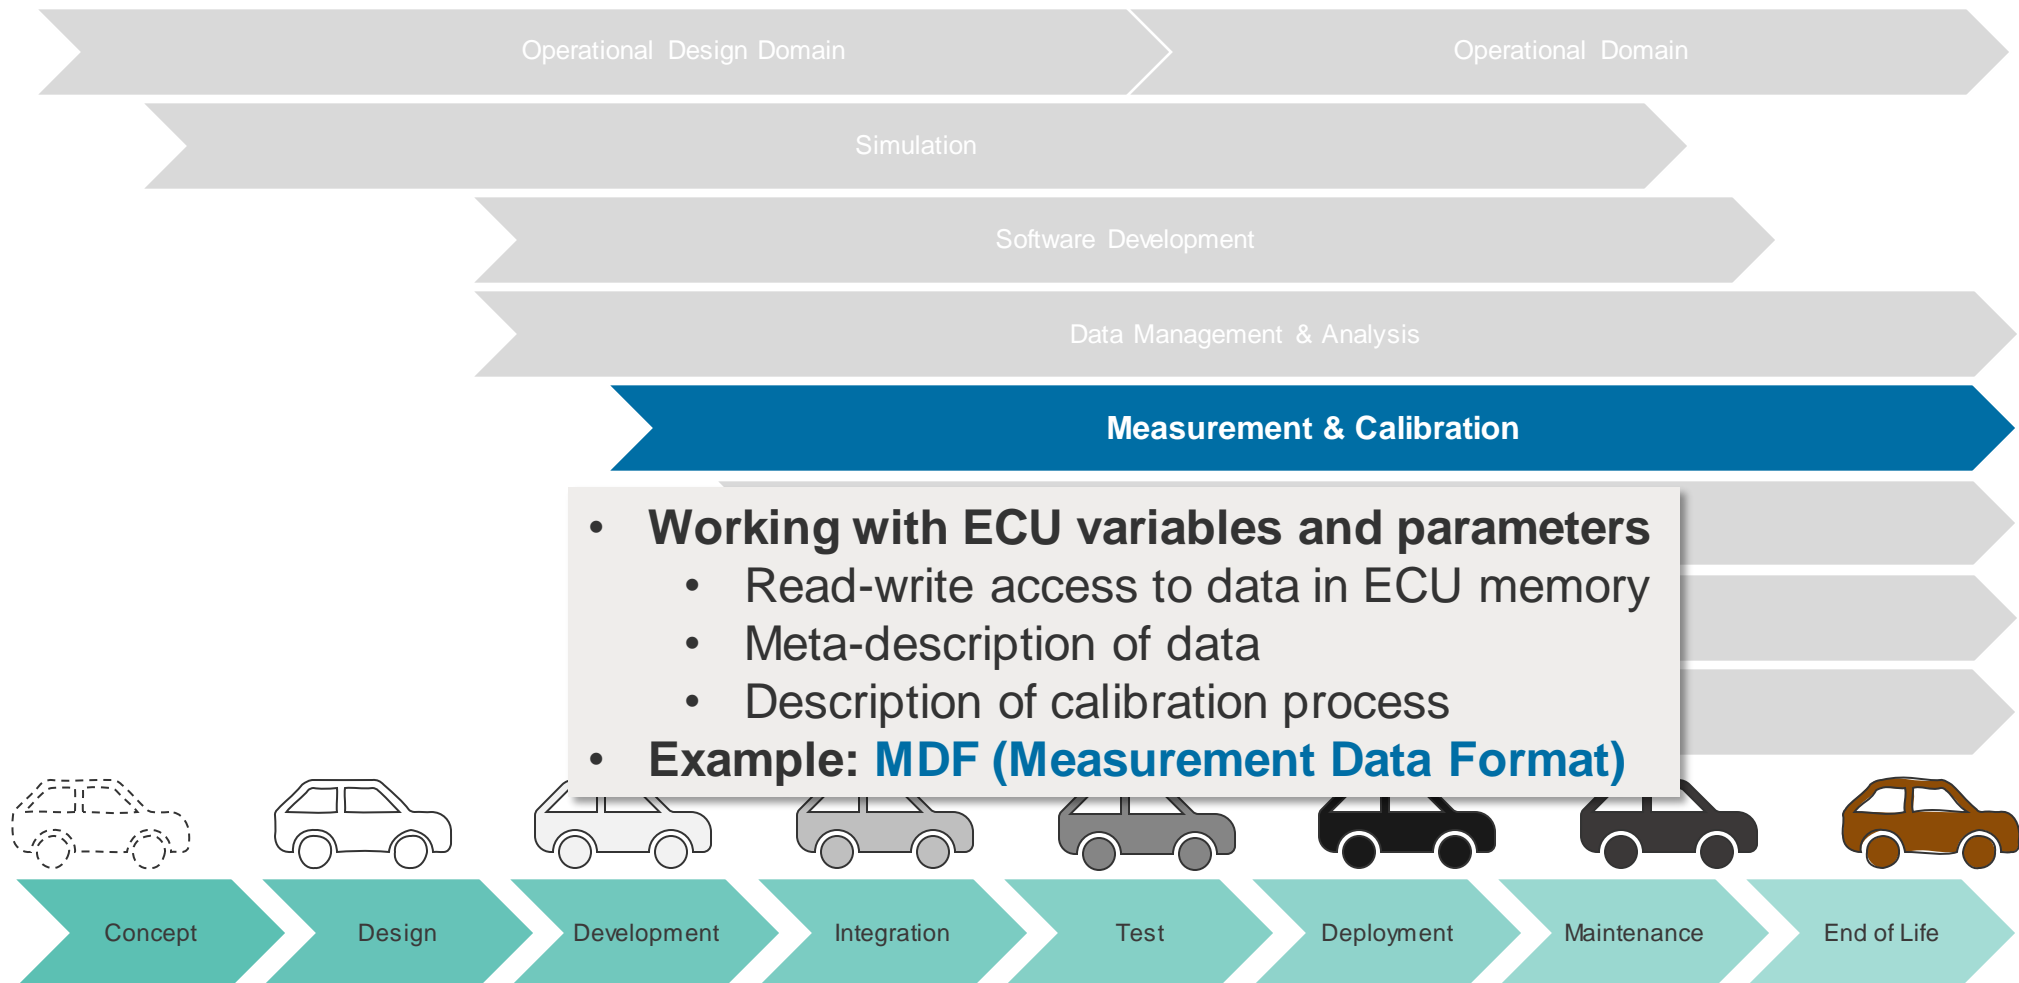 Operational Design Domain
Operational Domain
Simulation
Software Development
Data Management & Analysis
Measurement & Calibration
• Working with ECU variables and parameters
• Read-write access to data in ECU memory
• Meta-description of data
• Description of calibration process
• Example: MDF (Measurement Data Format)
Concept
Design
Development
Integration
Test
Deployment
Maintenance
End of Life